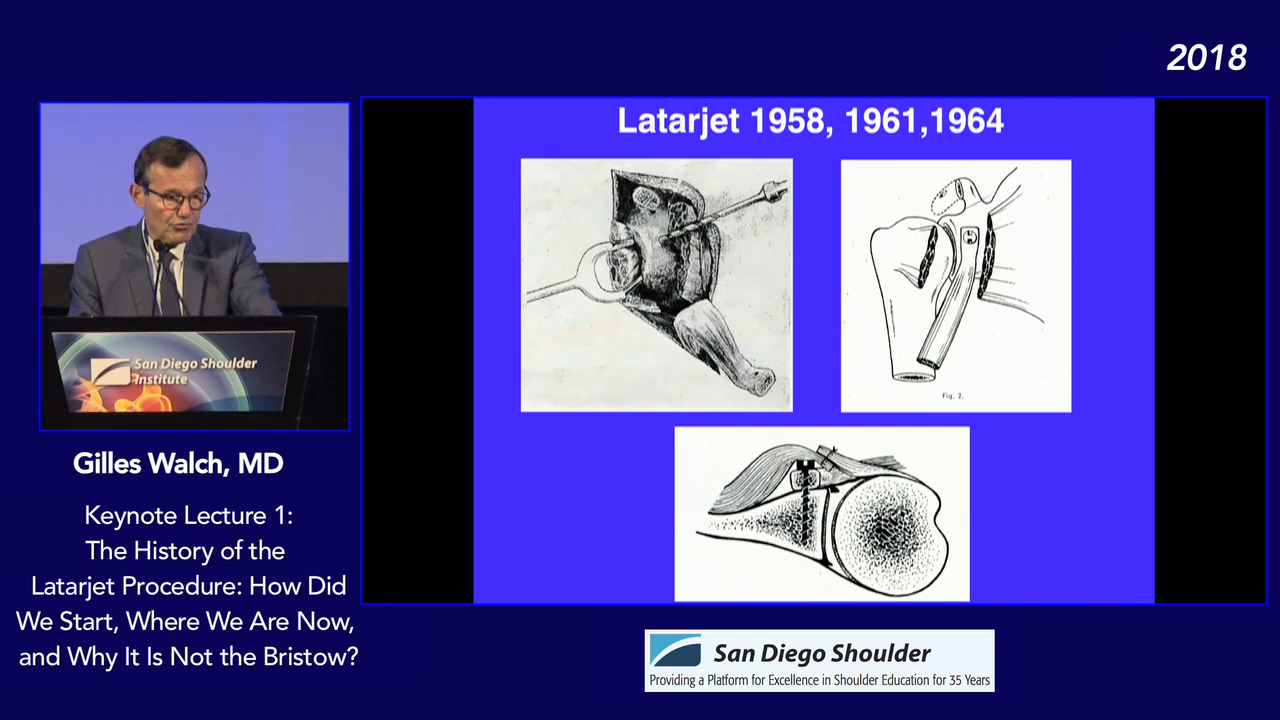 2018
Latarjet 1958, 1961,1964
Fig. 2.
San Diego Shoulder
Institute
Gilles Walch, MD
Keynote Lecture 1:
The History of the
Latarjet Procedure: How Did
We Start, Where We Are Now,
and Why It Is Not the Bristow?
San Diego Shoulder
Providing a Platform for Excellence in Shoulder Education for 35 Years